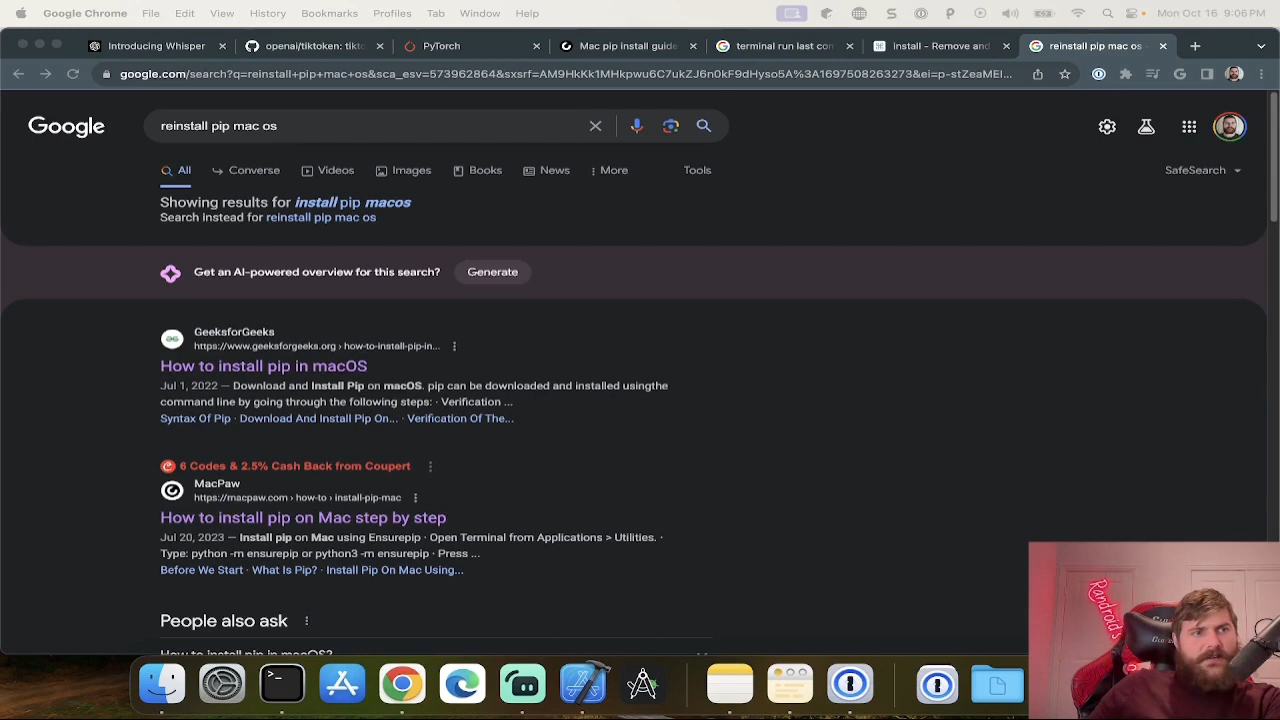 Google Chrome File Edit View History Bookmarks Profiles Tab Window Help Mon Oct 16 9:06 PM
Introducing Whisper openai/tiktoken: tikto PyTorch Mac pip install guide terminal run last con Install - Remove and reinstall pip mac os -
google.com/search?q=reinstall+pip+mac+os&sca_esv=573962864&sxsrf=AM9HkKk1MHkpwu6C7ukZJ6n0kF9dHyso5A%3A1697508263273&ei=p-stZeaMEI...
Google
reinstall pip mac os
All Converse Videos Images Books News More Tools SafeSearch
Showing results for install pip macos
Search instead for reinstall pip mac os
Get an AI-powered overview for this search? Generate
GeeksforGeeks
https://www.geeksforgeeks.org › how-to-install-pip-in...
How to install pip in macOS
Jul 1, 2022 — Download and Install Pip on macOS. pip can be downloaded and installed usingthe
command line by going through the following steps: · Verification ...
Syntax Of Pip · Download And Install Pip On... · Verification Of The...
6 Codes & 2.5% Cash Back from Coupert
MacPaw
https://macpaw.com › how-to › install-pip-mac
How to install pip on Mac step by step
Jul 20, 2023 — Install pip on Mac using Ensurepip · Open Terminal from Applications > Utilities. ·
Type: python -m ensurepip or python3 -m ensurepip · Press ...
Before We Start · What Is Pip? · Install Pip On Mac Using...
People also ask
How to install pip in macOS?
Randroid's